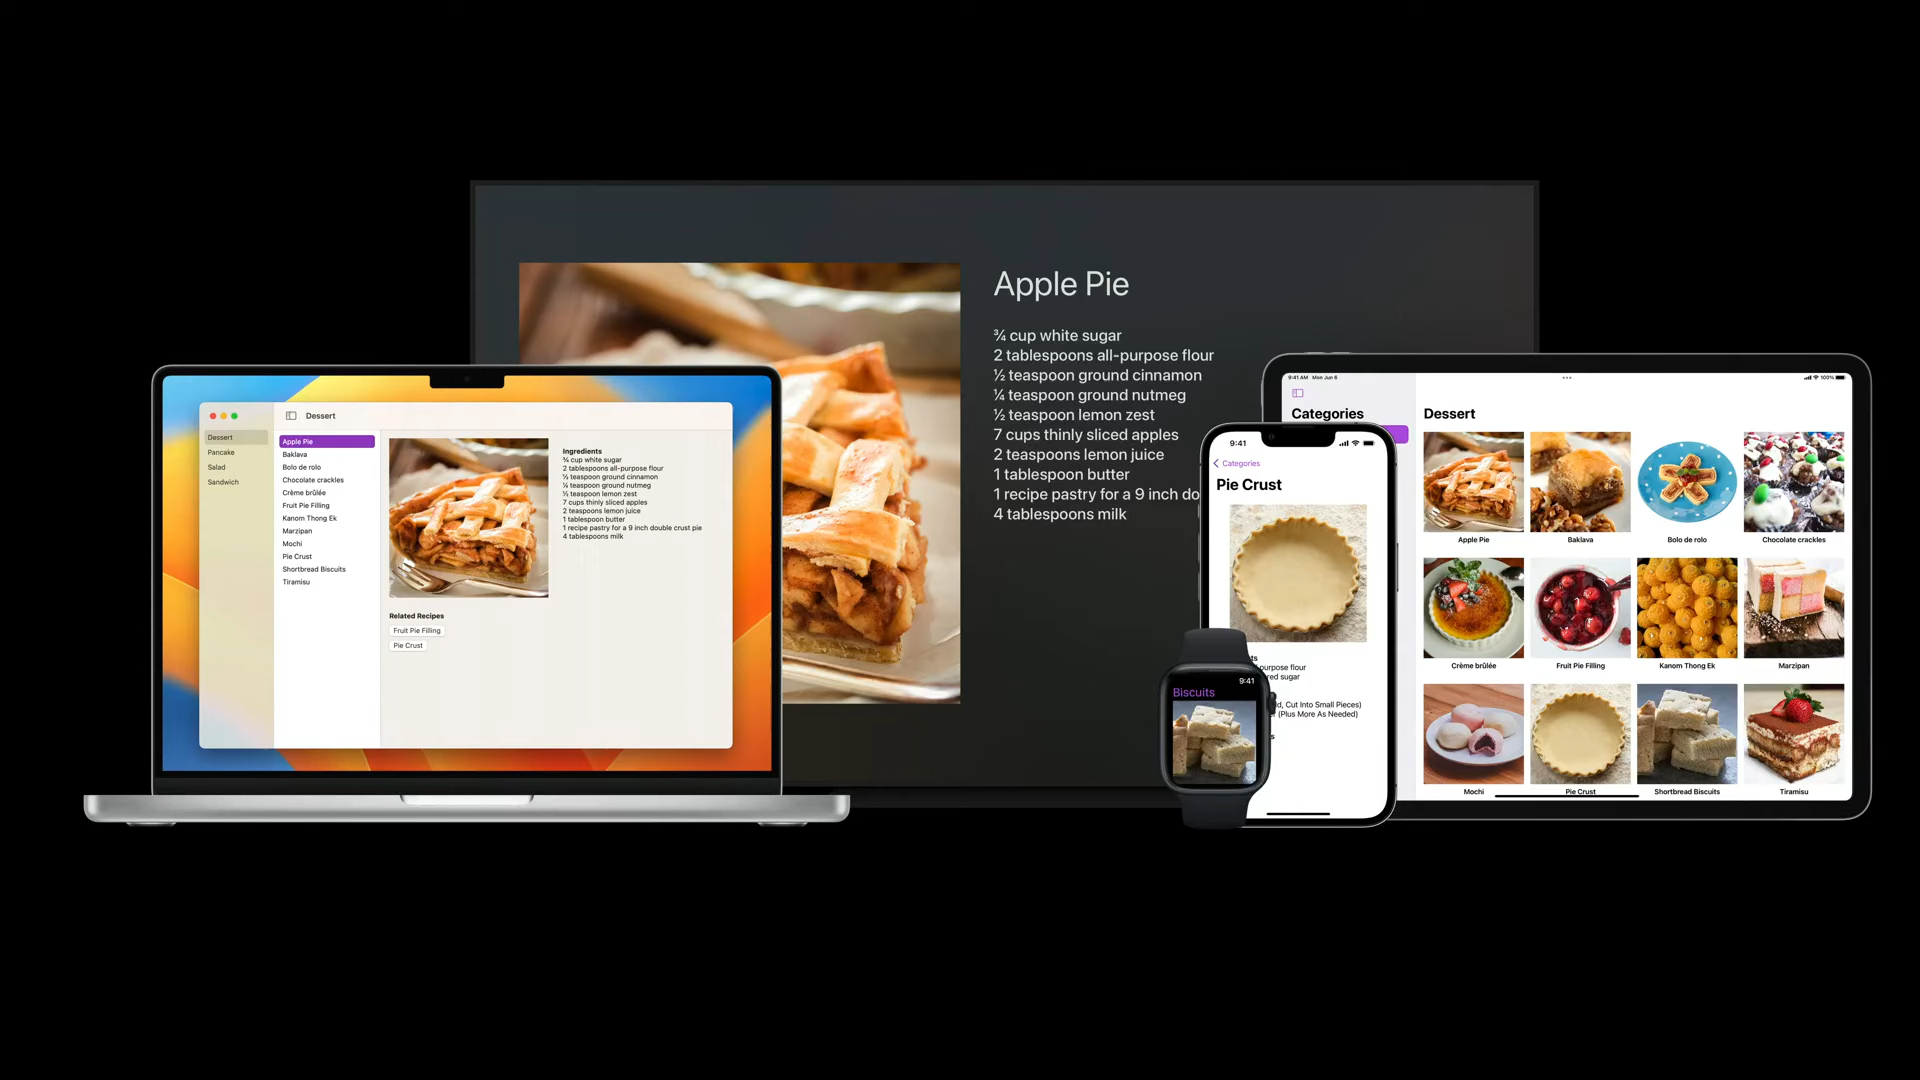 Apple Pie
¾ cup white sugar
2 tablespoons all-purpose flour
½ teaspoon ground cinnamon
¼ teaspoon ground nutmeg
½ teaspoon lemon zest
7 cups thinly sliced apples
2 teaspoons lemon juice
1 tablespoon butter
1 recipe pastry for a 9 inch do
4 tablespoons milk
Dessert
Dessert
Pancake
Salad
Sandwich
Apple Pie
Baklava
Bolo de rolo
Chocolate crackles
Crème brûlée
Fruit Pie Filling
Kanom Thong Ek
Marzipan
Mochi
Pie Crust
Shortbread Biscuits
Tiramisu
Ingredients
¾ cup white sugar
2 tablespoons all-purpose flour
½ teaspoon ground cinnamon
¼ teaspoon ground nutmeg
½ teaspoon lemon zest
7 cups thinly sliced apples
2 teaspoons lemon juice
1 tablespoon butter
1 recipe pastry for a 9 inch double crust pie
4 tablespoons milk
Related Recipes
Fruit Pie Filling
Pie Crust
9:41
Biscuits
9:41
Categories
Pie Crust
ts
purpose flour
red sugar
ld, Cut Into Small Pieces)
r (Plus More As Needed)
s
9:41 AM Mon Jun 6
100%
Categories
Dessert
Apple Pie
Baklava
Bolo de rolo
Chocolate crackles
Crème brûlée
Fruit Pie Filling
Kanom Thong Ek
Marzipan
Mochi
Pie Crust
Shortbread Biscuits
Tiramisu